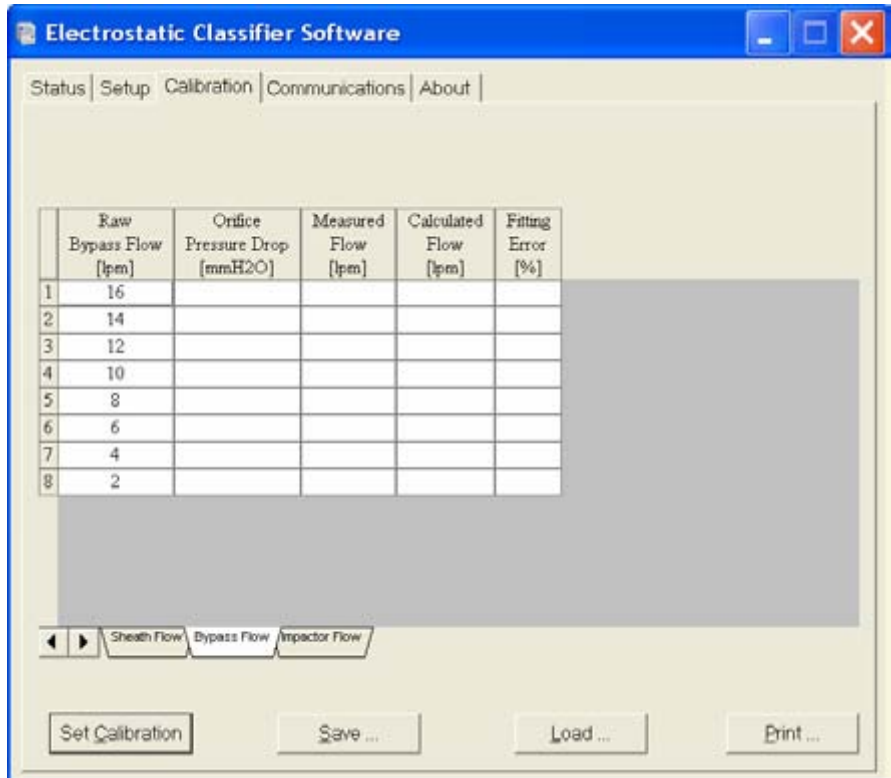 Electrostatic Classifier Software
Status Setup Calibration Communications About
Raw Bypass Flow [lpm] Orifice Pressure Drop [mmH2O] Measured Flow [lpm] Calculated Flow [lpm] Fitting Error [%]
1 16
2 14
3 12
4 10
5 8
6 6
7 4
8 2
Sheath Flow Bypass Flow Impactor Flow
Set Calibration Save ... Load ... Print ...